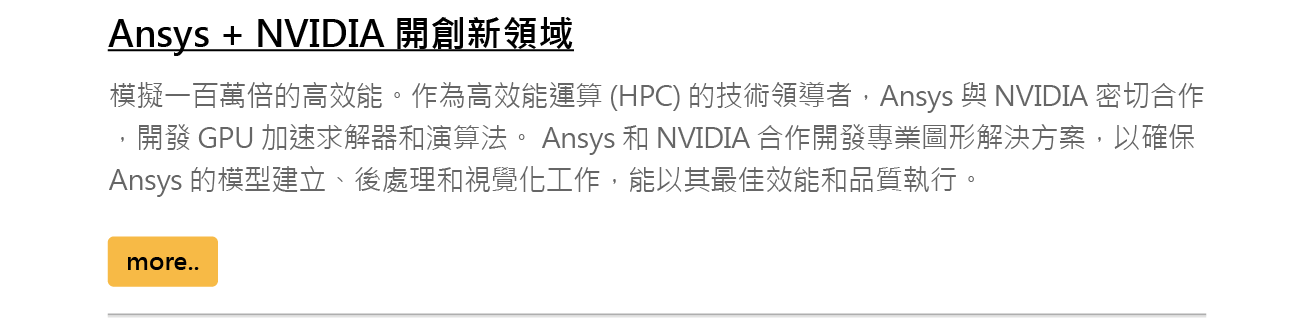 Ansys + NVIDIA 開創新領域
模擬一百萬倍的高效能。作為高效能運算 (HPC) 的技術領導者，Ansys 與 NVIDIA 密切合作
，開發 GPU 加速求解器和演算法。 Ansys 和 NVIDIA 合作開發專業圖形解決方案，以確保
Ansys 的模型建立、後處理和視覺化工作，能以其最佳效能和品質執行。
more..